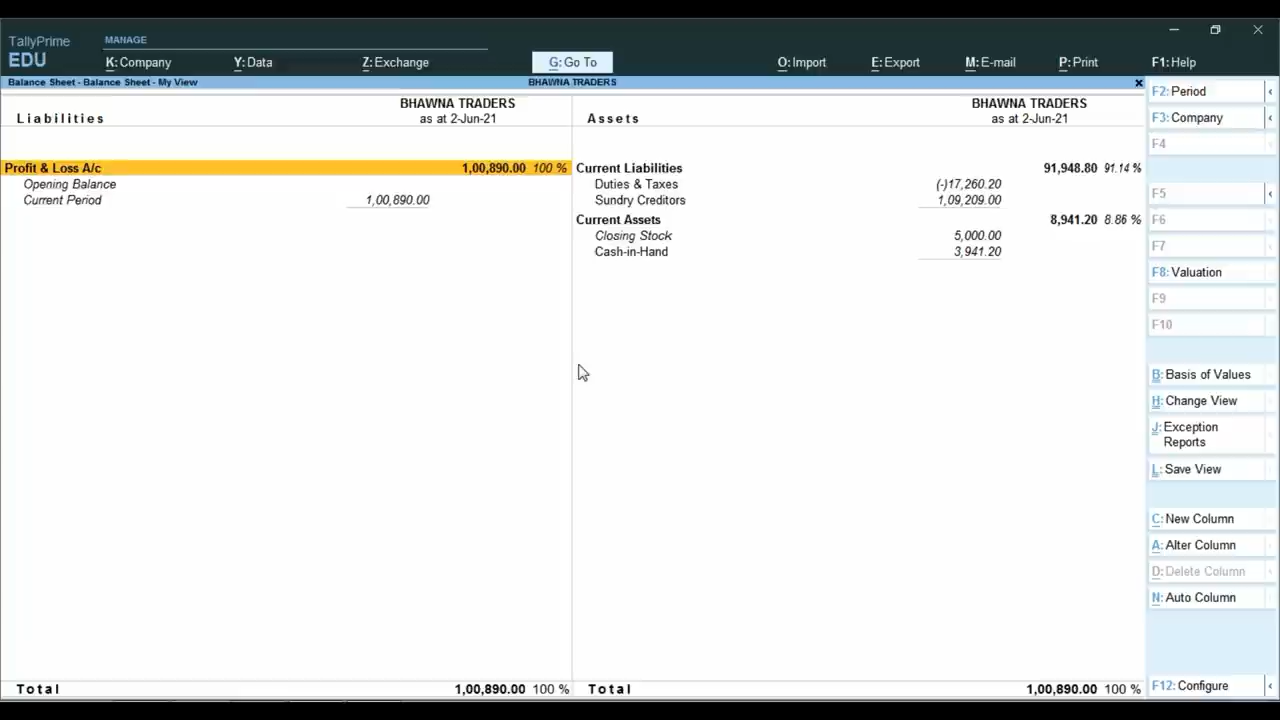 TallyPrime
EDU
MANAGE
K: Company
Y: Data
Z: Exchange
G: Go To
O: Import
E: Export
M: E-mail
P: Print
F1: Help
Balance Sheet - Balance Sheet - My View
BHAWNA TRADERS
Liabilities
BHAWNA TRADERS
as at 2-Jun-21
Profit & Loss A/c 1,00,890.00 100 %
Opening Balance
Current Period 1,00,890.00
Total 1,00,890.00 100 %
Assets
BHAWNA TRADERS
as at 2-Jun-21
Current Liabilities 91,948.80 91.14 %
Duties & Taxes (-)17,260.20
Sundry Creditors 1,09,209.00
Current Assets 8,941.20 8.86 %
Closing Stock 5,000.00
Cash-in-Hand 3,941.20
Total 1,00,890.00 100 %
F2: Period
F3: Company
F4
F5
F6
F7
F8: Valuation
F9
F10
B: Basis of Values
H: Change View
J: Exception
Reports
L: Save View
C: New Column
A: Alter Column
D: Delete Column
N: Auto Column
F12: Configure